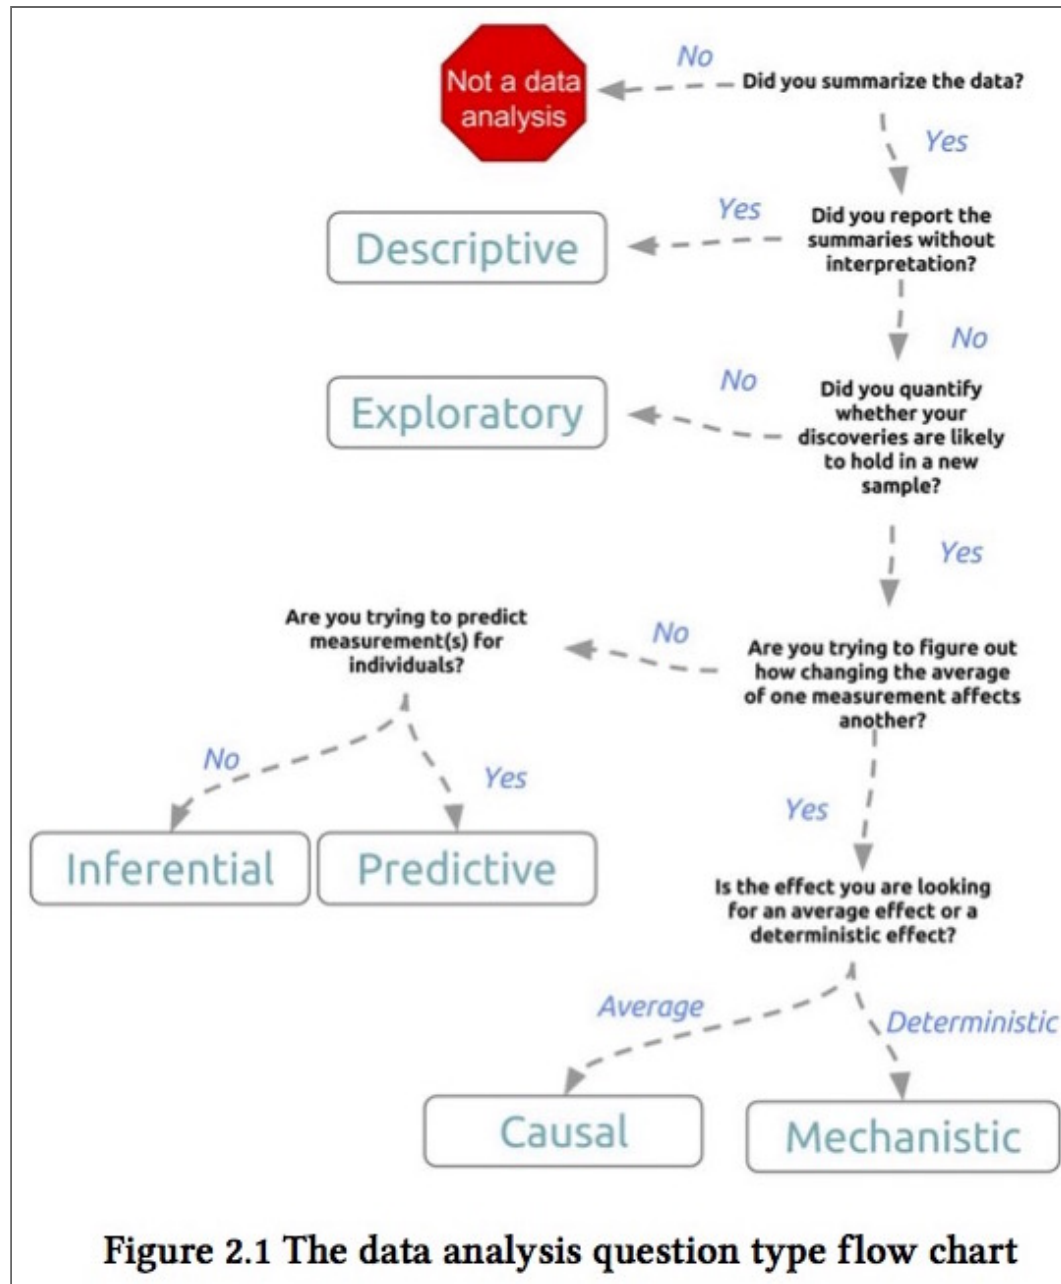 Not a data
analysis
No
Did you summarize the data?
Yes
Descriptive
Yes
Did you report the
summaries without
interpretation?
No
Exploratory
No
Did you quantify
whether your
discoveries are likely
to hold in a new
sample?
Yes
Are you trying to predict
measurement(s) for
individuals?
No
Are you trying to figure out
how changing the average
of one measurement affects
another?
No
Yes
Yes
Inferential
Predictive
Is the effect you are looking
for an average effect or a
deterministic effect?
Average
Deterministic
Causal
Mechanistic
Figure 2.1 The data analysis question type flow chart